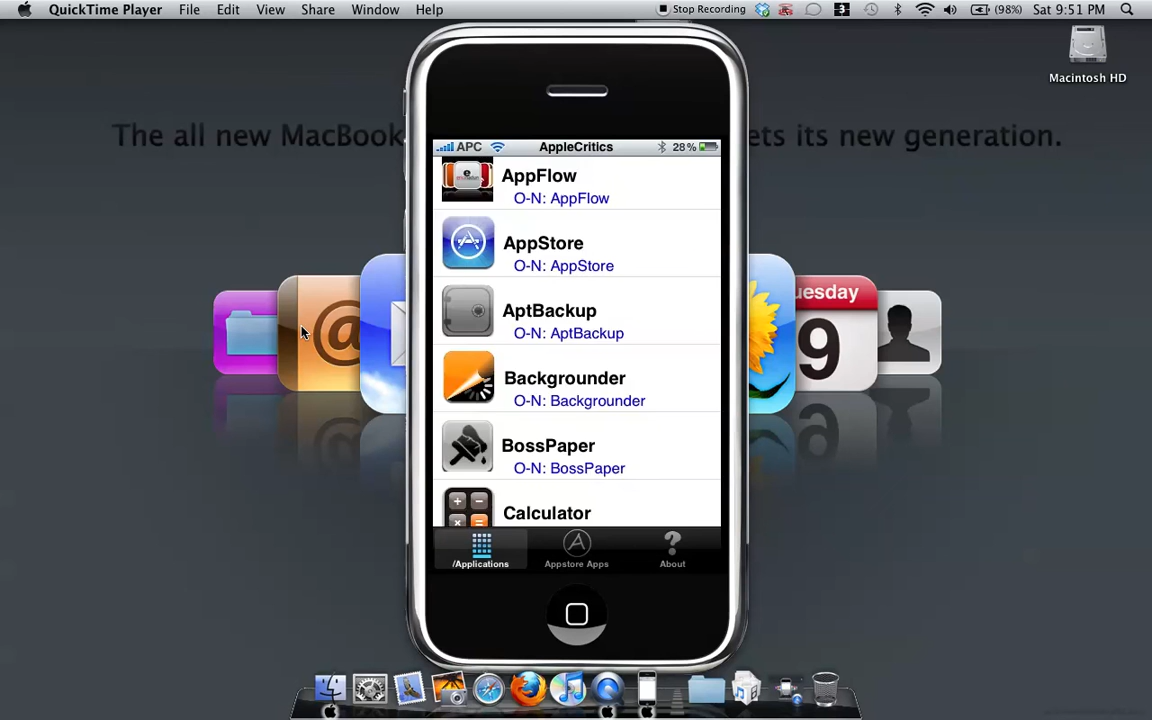 QuickTime Player File Edit View Share Window Help Stop Recording 3 (98%) Sat 9:51 PM
Macintosh HD
The all new MacBook ets its new generation.
APC AppleCritics 28%
AppFlow
O-N: AppFlow
AppStore
O-N: AppStore
AptBackup
O-N: AptBackup
Backgrounder
O-N: Backgrounder
BossPaper
O-N: BossPaper
Calculator
@
uesday
9
/Applications Appstore Apps About